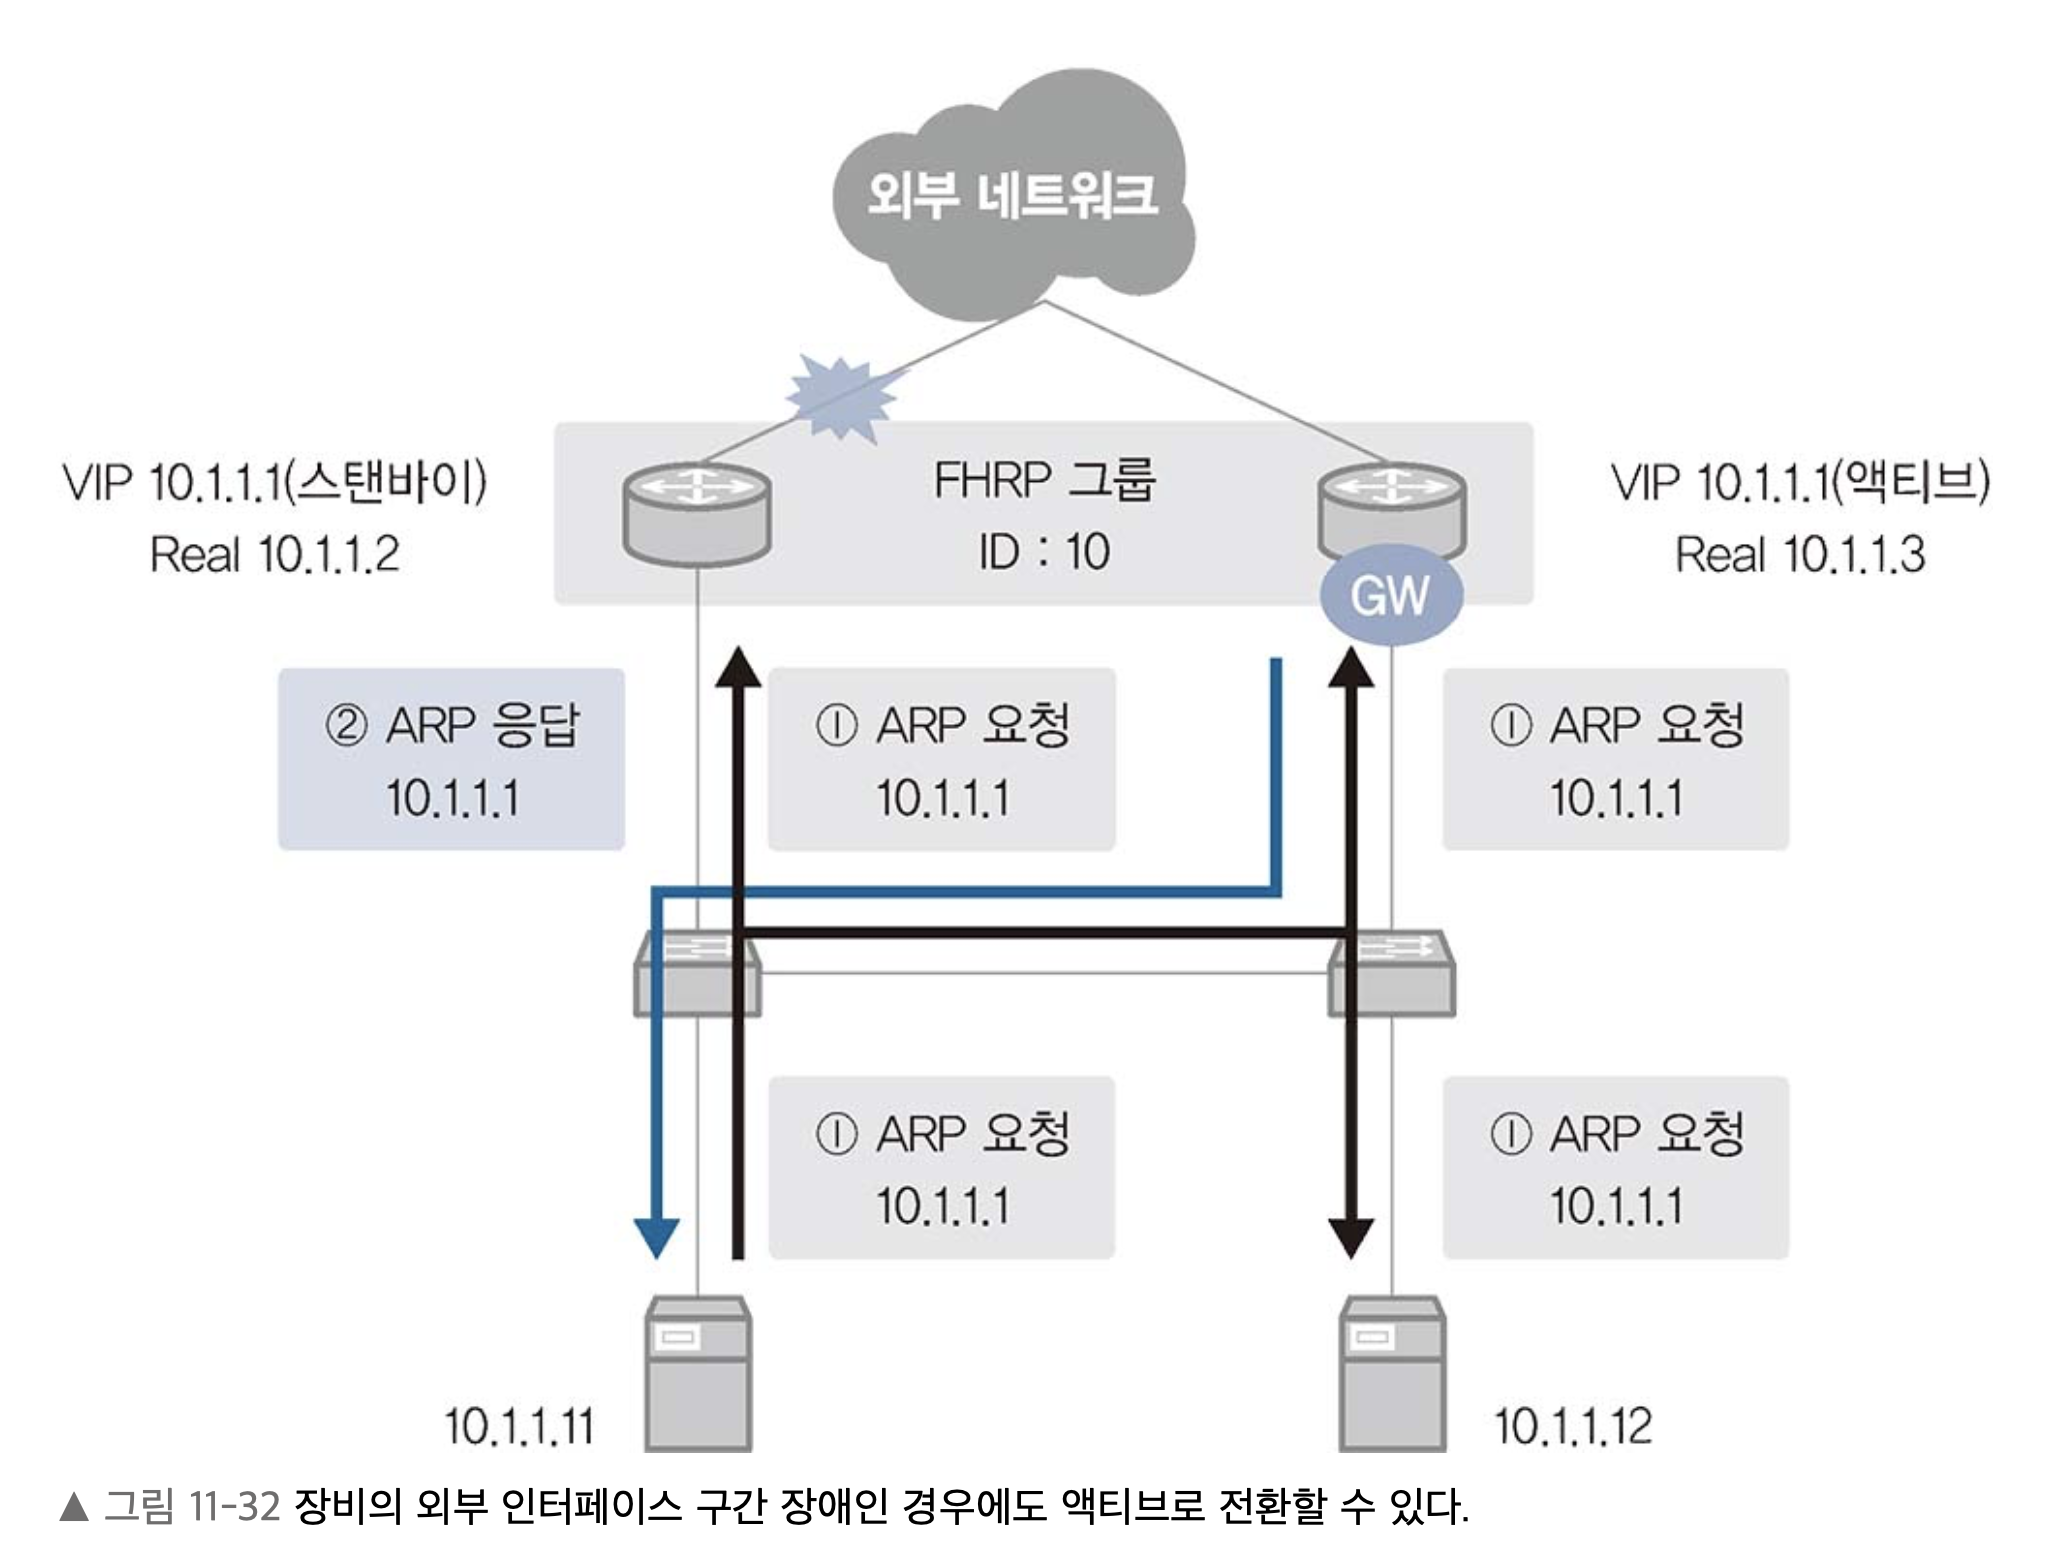 외부 네트워크
VIP 10.1.1.1(스탠바이)
Real 10.1.1.2
FHRP 그룹
ID : 10
VIP 10.1.1.1(액티브)
Real 10.1.1.3
GW
② ARP 응답
10.1.1.1
① ARP 요청
10.1.1.1
① ARP 요청
10.1.1.1
① ARP 요청
10.1.1.1
① ARP 요청
10.1.1.1
10.1.1.11
10.1.1.12
▲ 그림 11-32 장비의 외부 인터페이스 구간 장애인 경우에도 액티브로 전환할 수 있다.